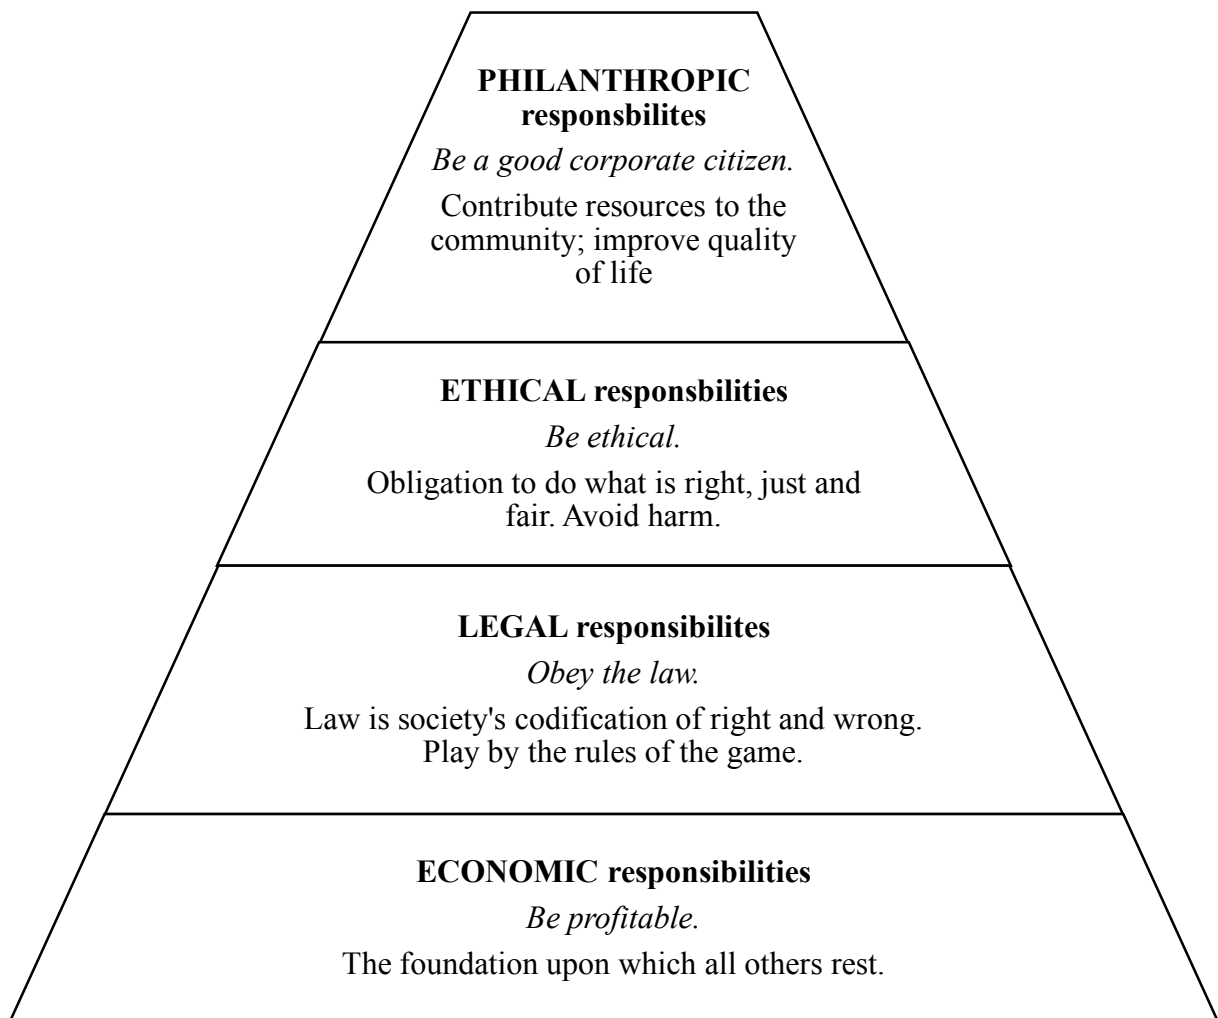 PHILANTHROPIC
responsbilites
Be a good corporate citizen.
Contribute resources to the
community; improve quality
of life
ETHICAL responsbilities
Be ethical.
Obligation to do what is right, just and
fair. Avoid harm.
LEGAL responsibilites
Obey the law.
Law is society's codification of right and wrong.
Play by the rules of the game.
ECONOMIC responsibilities
Be profitable.
The foundation upon which all others rest.